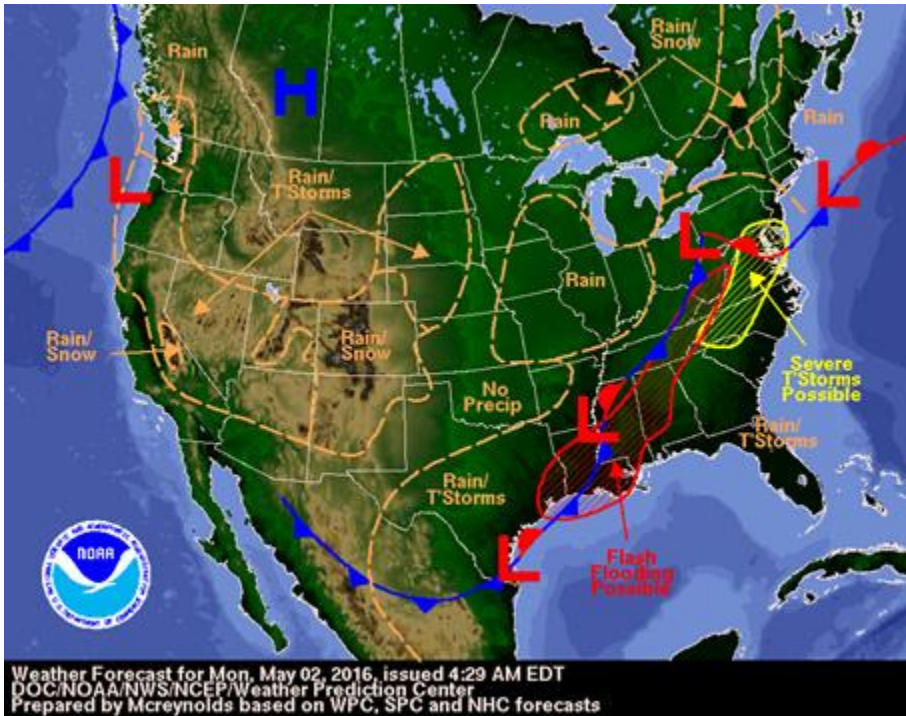 Rain/
Snow
Rain
Rain
Rain
H
L
Rain/
T'Storms
L
L
Rain
Rain/
Snow
Rain/
Snow
Severe
T'Storms
Possible
No
Precip
L
Rain/
T'Storms
Rain/
T'Storms
L
Flash
Flooding
Possible
NOAA
Weather Forecast for Mon, May 02, 2016, issued 4:29 AM EDT
DOC/NOAA/NWS/NCEP/Weather Prediction Center
Prepared by Mcreynolds based on WPC, SPC and NHC forecasts